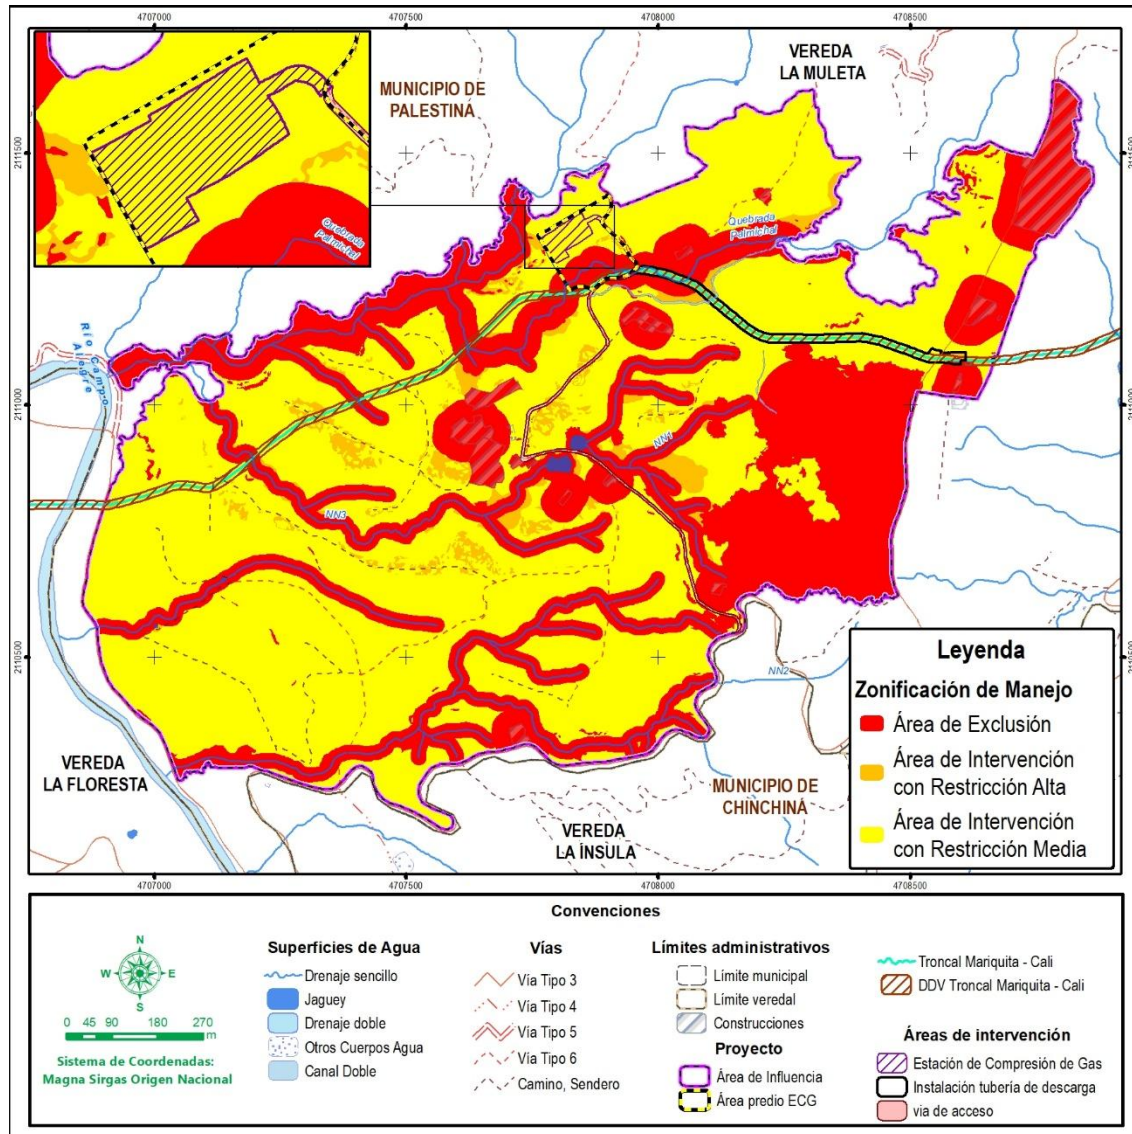 4707000
4707500
4708000
4708500
MUNICIPIO DE
PALESTINA
VEREDA
LA MULETA
2111500
2111500
Quebrada
Palmichal
Quebrada
Palmichal
Río Campo
Alegre
2111000
2111000
NN1
NN3
2110500
2110500
NN2
VEREDA
LA FLORESTA
MUNICIPIO DE
CHINCHINÁ
VEREDA
LA ÍNSULA
Leyenda
Zonificación de Manejo
Área de Exclusión
Área de Intervención
con Restricción Alta
Área de Intervención
con Restricción Media
4707000
4707500
4708000
4708500
Convenciones
N
W
E
S
0 45 90 180 270
m
Sistema de Coordenadas:
Magna Sirgas Origen Nacional
Superficies de Agua
Drenaje sencillo
Jaguey
Drenaje doble
Otros Cuerpos Agua
Canal Doble
Vías
Vía Tipo 3
Vía Tipo 4
Vía Tipo 5
Vía Tipo 6
Camino, Sendero
Límites administrativos
Límite municipal
Límite veredal
Construcciones
Proyecto
Área de Influencia
Área predio ECG
Troncal Mariquita - Cali
DDV Troncal Mariquita - Cali
Áreas de intervención
Estación de Compresión de Gas
Instalación tubería de descarga
via de acceso